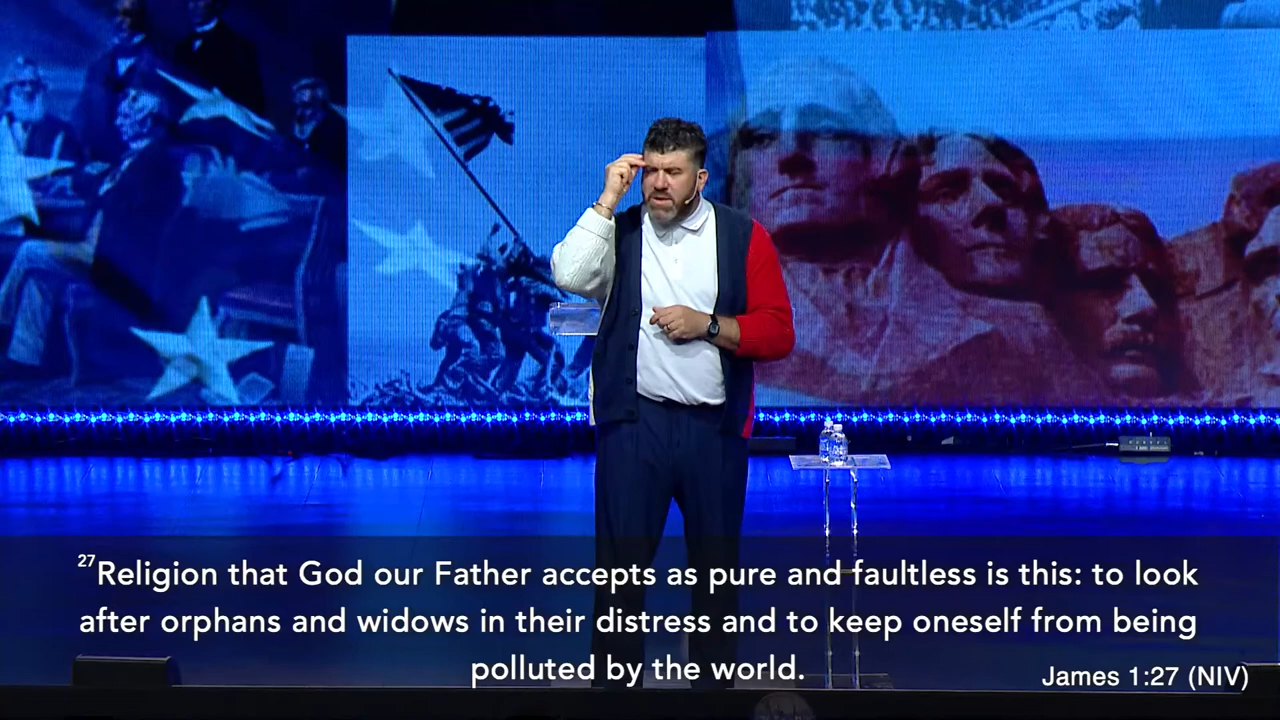 27Religion that God our Father accepts as pure and faultless is this: to look
after orphans and widows in their distress and to keep oneself from being
polluted by the world.
James 1:27 (NIV)